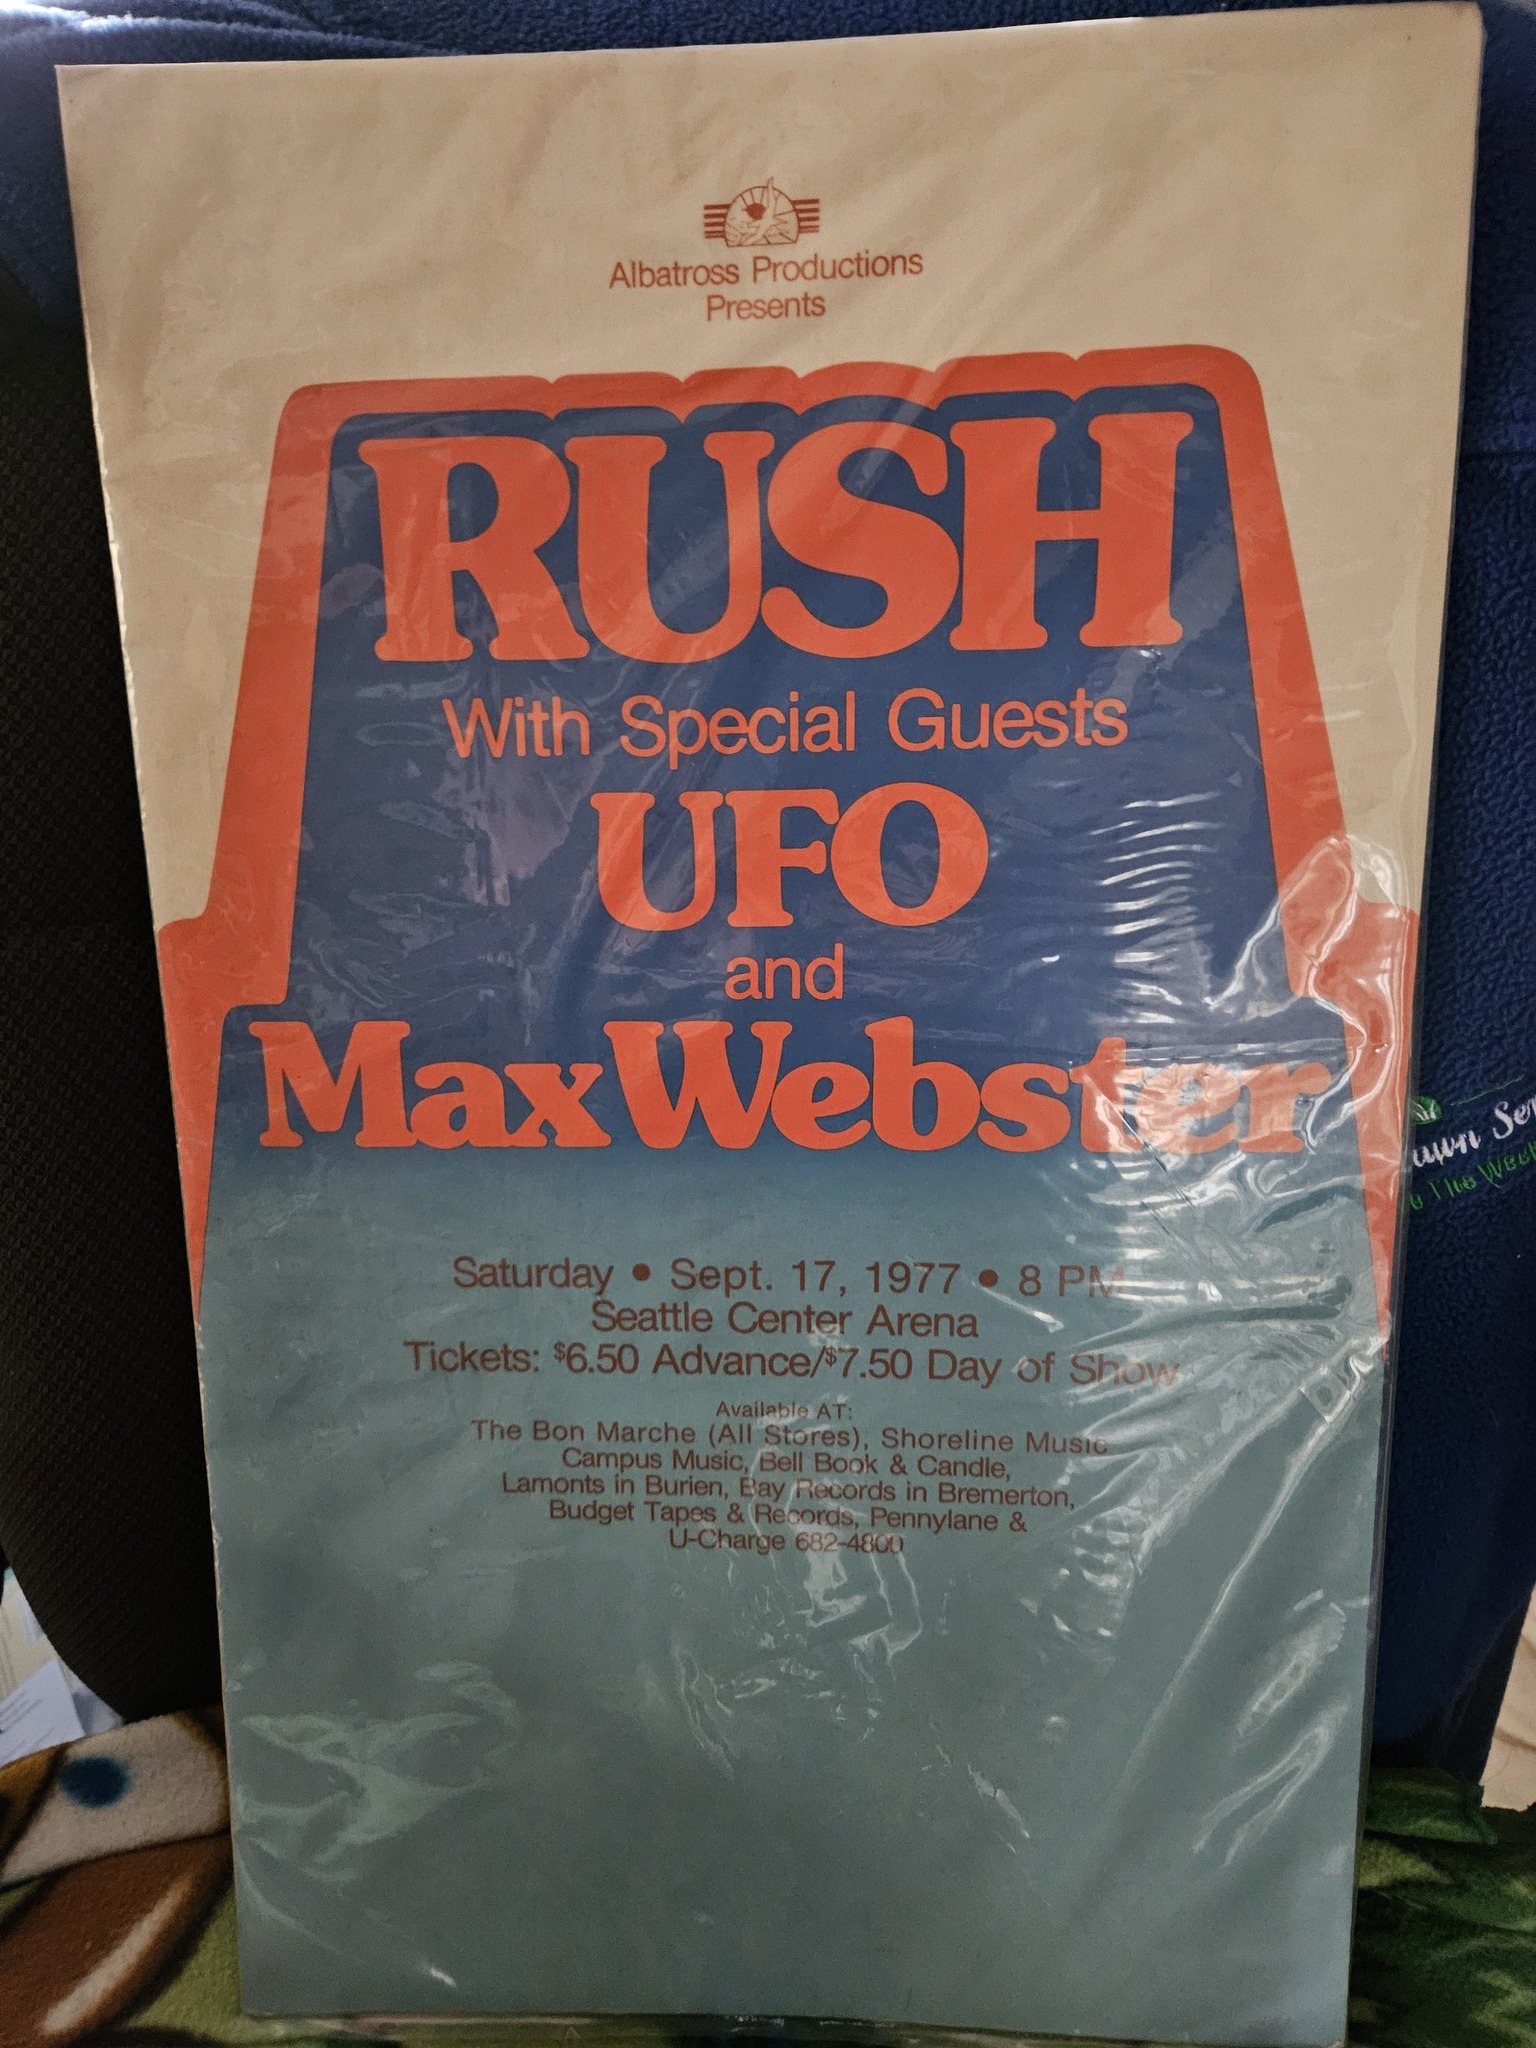 Albatross Productions
Presents
RUSH
With Special Guests
UFO
and
Max Webster
Saturday • Sept. 17, 1977 • 8 PM
Seattle Center Arena
Tickets: $6.50 Advance/$7.50 Day of Show
Available AT:
The Bon Marche (All Stores), Shoreline Music
Campus Music, Bell Book & Candle,
Lamonts in Burien, Bay Records in Bremerton,
Budget Tapes & Records, Pennylane &
U-Charge 682-4800
The